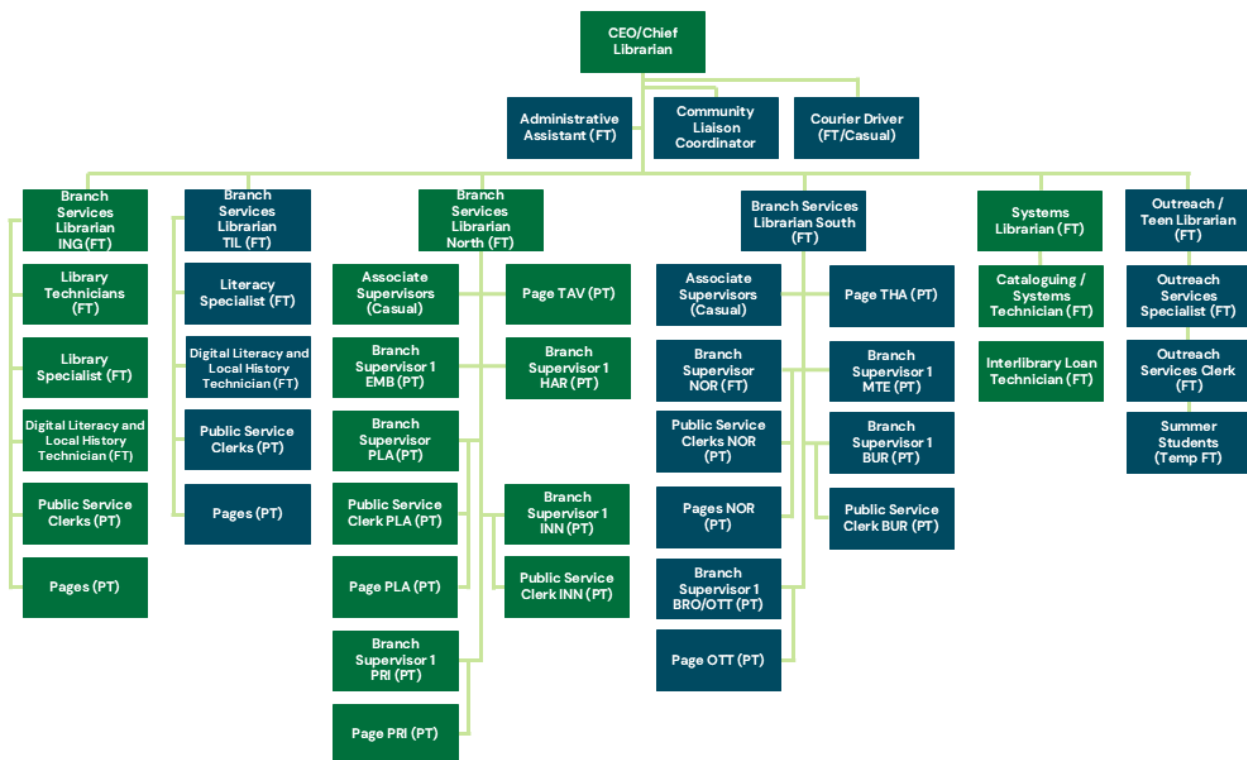 CEO/Chief
Librarian
Administrative
Assistant (FT)
Community
Liaison
Coordinator
Courier Driver
(FT/Casual)
Branch
Services
Librarian
ING (FT)
Library
Technicians
(FT)
Library
Specialist (FT)
Digital Literacy and
Local History
Technician (FT)
Public Service
Clerks (PT)
Pages (PT)
Branch
Services
Librarian
TIL (FT)
Literacy
Specialist (FT)
Digital Literacy and
Local History
Technician (FT)
Public Service
Clerks (PT)
Pages (PT)
Branch
Services
Librarian
North (FT)
Associate
Supervisors
(Casual)
Page TAV (PT)
Branch
Supervisor 1
EMB (PT)
Branch
Supervisor 1
HAR (PT)
Branch
Supervisor
PLA (PT)
Public Service
Clerk PLA (PT)
Page PLA (PT)
Branch
Supervisor 1
INN (PT)
Public Service
Clerk INN (PT)
Branch
Supervisor 1
PRI (PT)
Page PRI (PT)
Branch Services
Librarian South
(FT)
Associate
Supervisors
(Casual)
Page THA (PT)
Branch
Supervisor
NOR (FT)
Branch
Supervisor 1
MTE (PT)
Public Service
Clerks NOR
(PT)
Pages NOR
(PT)
Branch
Supervisor 1
BUR (PT)
Public Service
Clerk BUR (PT)
Branch
Supervisor 1
BRO/OTT (PT)
Page OTT (PT)
Systems
Librarian (FT)
Cataloguing /
Systems
Technician (FT)
Interlibrary Loan
Technician (FT)
Outreach /
Teen Librarian
(FT)
Outreach
Services
Specialist (FT)
Outreach
Services Clerk
(FT)
Summer
Students
(Temp FT)